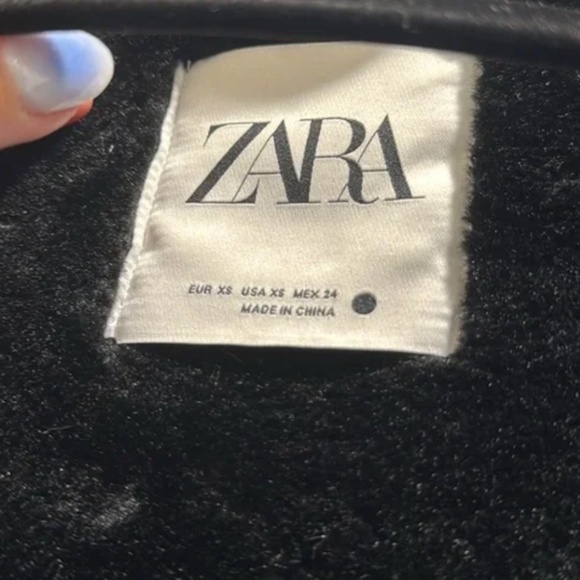 ZARA
EUR XS USA XS MEX 24
MADE IN CHINA